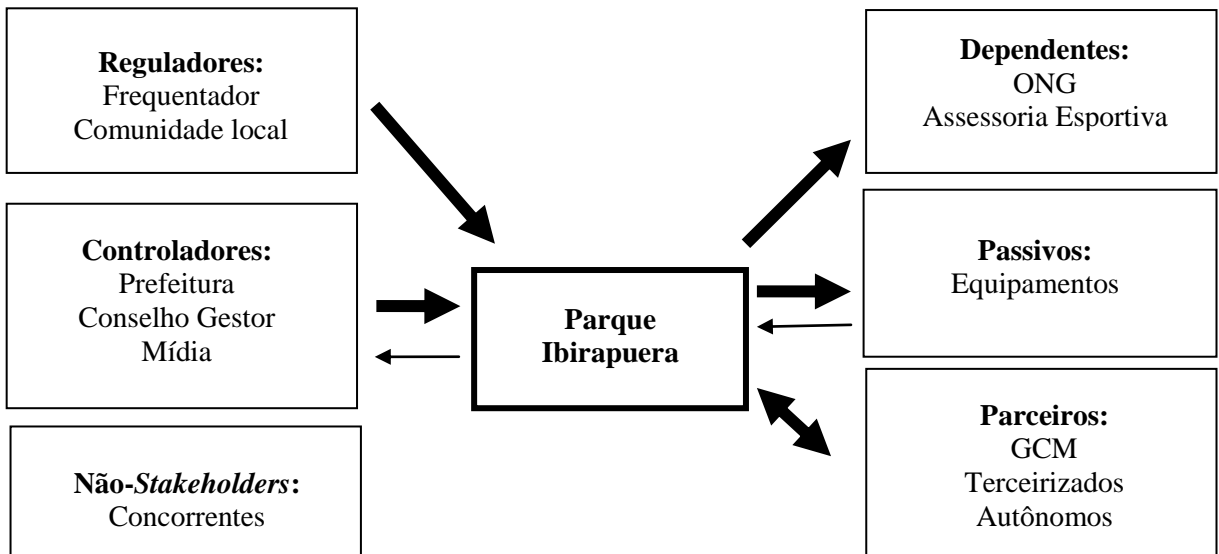 Reguladores:
Frequentador
Comunidade local
Controladores:
Prefeitura
Conselho Gestor
Mídia
Não-Stakeholders:
Concorrentes
Parque
Ibirapuera
Dependentes:
ONG
Assessoria Esportiva
Passivos:
Equipamentos
Parceiros:
GCM
Terceirizados
Autônomos